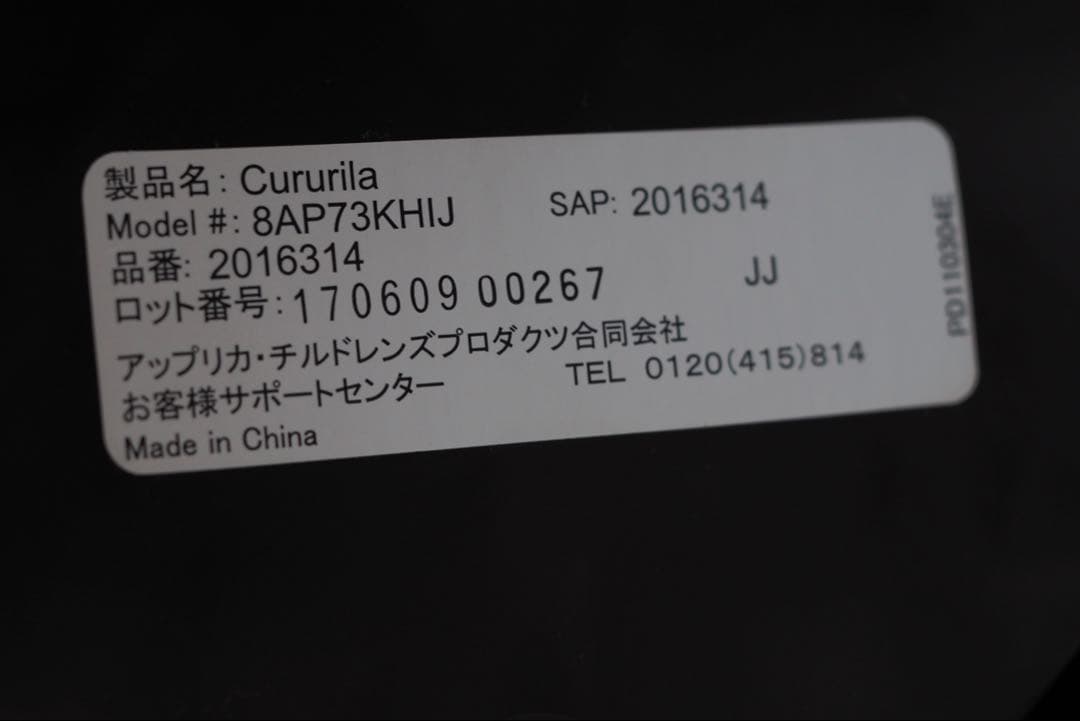 製品名: Cururila
Model #: 8AP73KHIJ
SAP: 2016314
品番: 2016314
ロット番号: 170609 00267
JJ
アップリカ・チルドレンズプロダクツ合同会社
お客様サポートセンター TEL 0120(415)814
Made in China
PD110304E